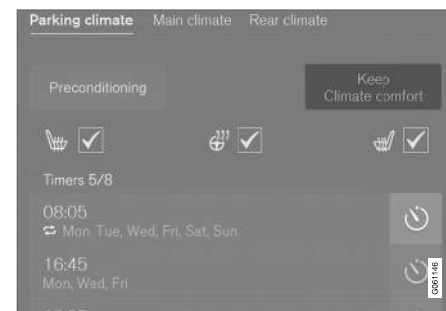 Parking climate Main climate Rear climate
Preconditioning
Keep
Climate comfort
Timers 5/8
08:05
Mon, Tue, Wed, Fri, Sat, Sun
16:45
Mon, Wed, Fri
G061146